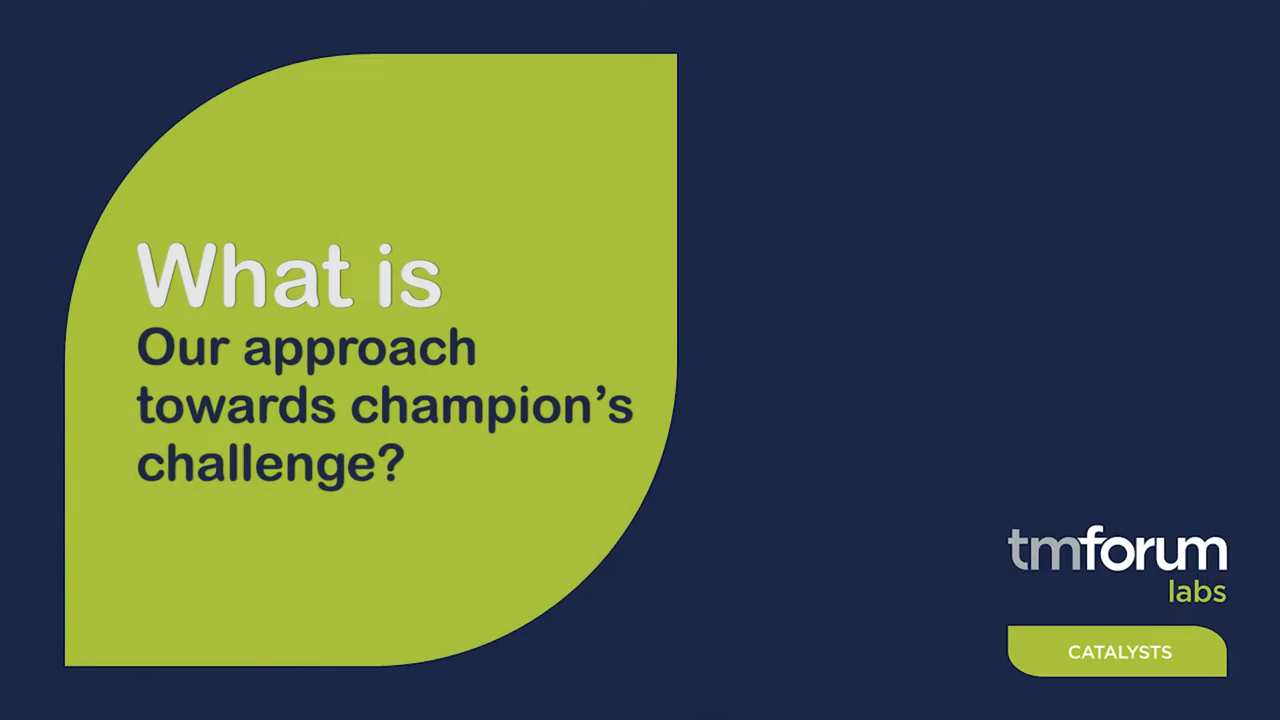 What is
Our approach
towards champion’s
challenge?
tmforum
labs
CATALYSTS